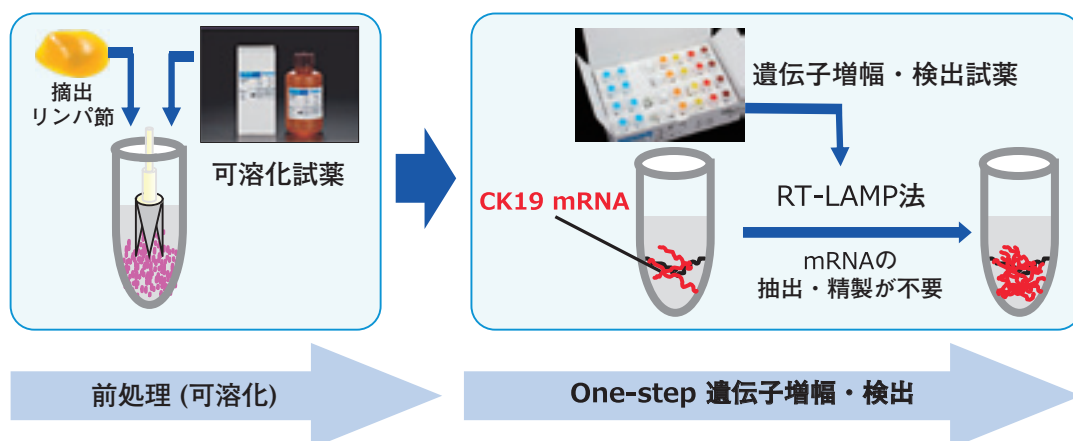 摘出
リンパ節
可溶化試薬
遺伝子増幅・検出試薬
CK19 mRNA
RT-LAMP法
mRNAの
抽出・精製が不要
前処理 (可溶化)
One-step 遺伝子増幅・検出